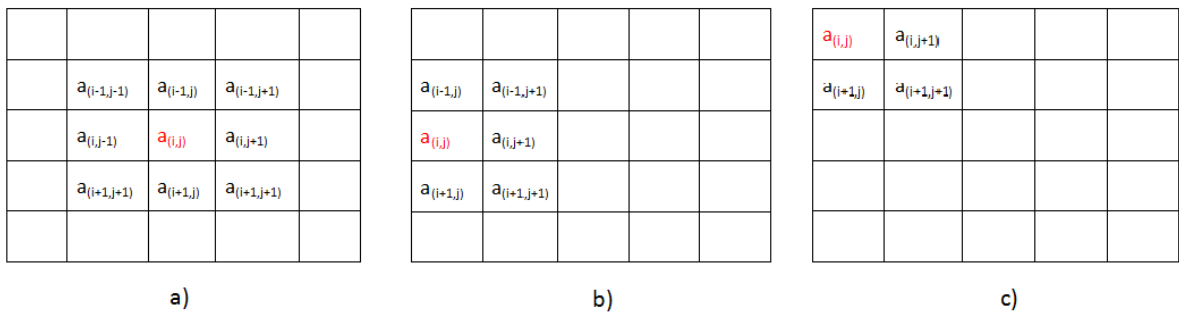 a(i-1,j-1) a(i-1,j) a(i-1,j+1)
a(i,j-1) a(i,j) a(i,j+1)
a(i+1,j+1) a(i+1,j) a(i+1,j+1)
a)
a(i-1,j) a(i-1,j+1)
a(i,j) a(i,j+1)
a(i+1,j) a(i+1,j+1)
b)
a(i,j) a(i,j+1)
a(i+1,j) a(i+1,j+1)
c)